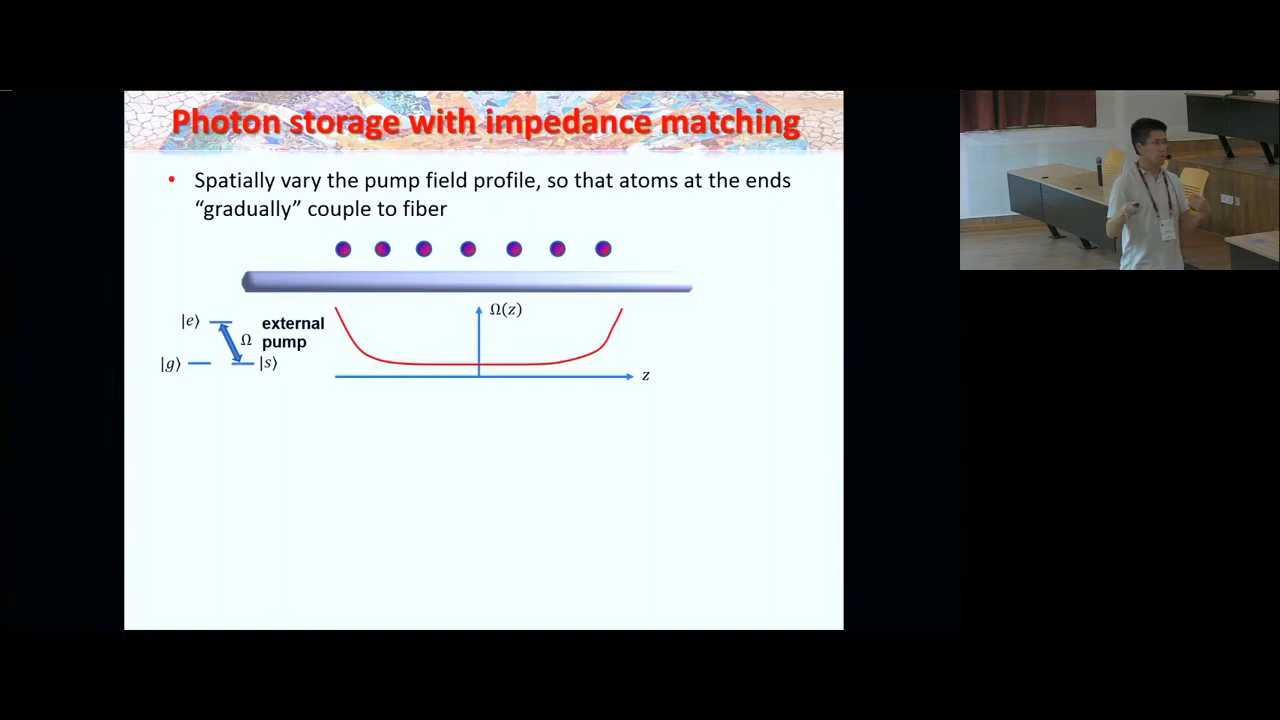 Photon storage with impedance matching
• Spatially vary the pump field profile, so that atoms at the ends
“gradually” couple to fiber
Ω(z)
|e⟩
external
Ω
pump
|g⟩
|s⟩
z